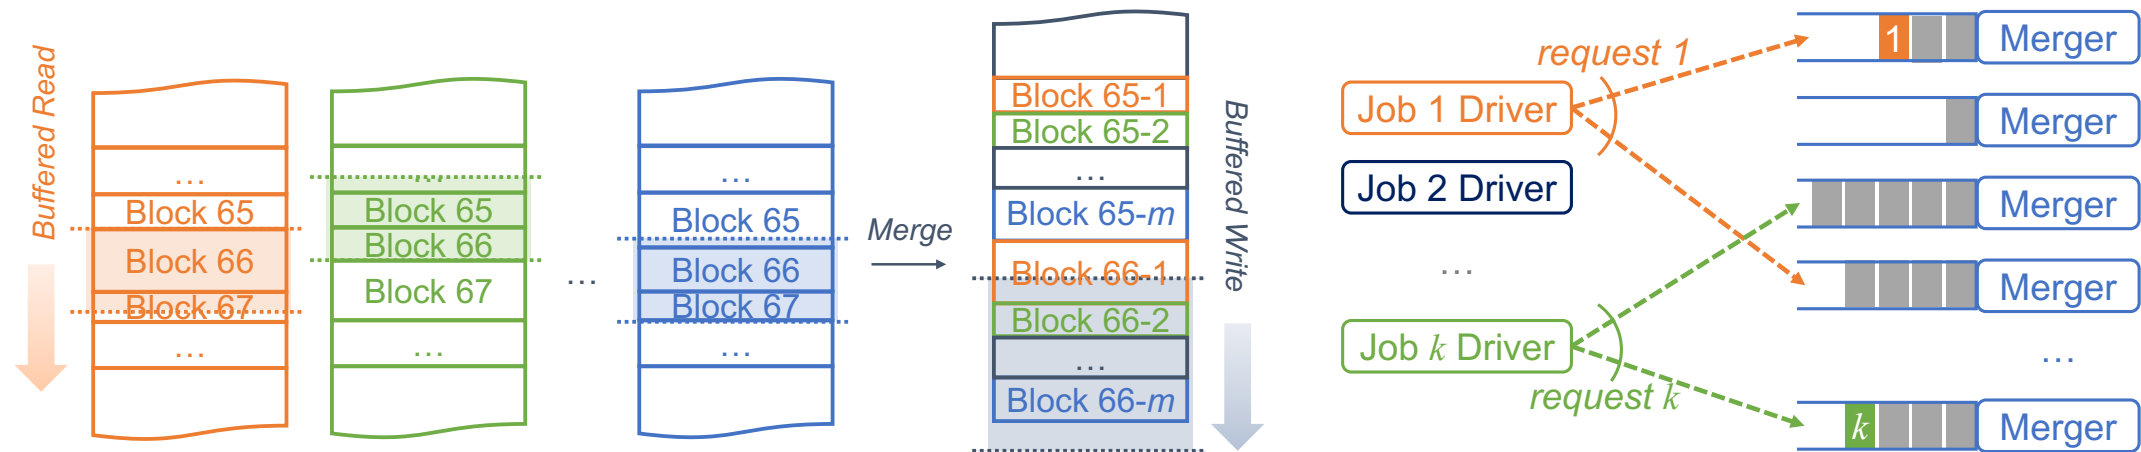 Buffered Read
...
Block 65
Block 66
Block 67
...
...
Block 65
Block 66
Block 67
...
...
...
Block 65
Block 66
Block 67
...
Merge
Block 65-1
Block 65-2
...
Block 65-m
Block 66-1
Block 66-2
...
Block 66-m
Buffered Write
Job 1 Driver
Job 2 Driver
...
Job k Driver
request 1
request k
1
Merger
Merger
Merger
Merger
...
k
Merger